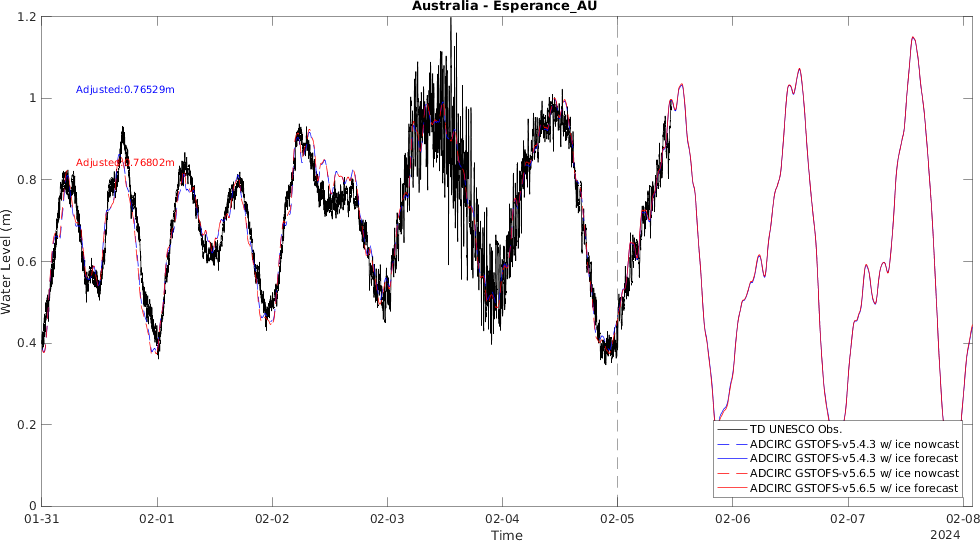 Australia - Esperance_AU
1.2
1
0.8
0.6
0.4
0.2
0
Water Level (m)
Adjusted:0.76529m
Adjusted:0.76802m
TD UNESCO Obs.
ADCIRC GSTOFS-v5.4.3 w/ ice nowcast
ADCIRC GSTOFS-v5.4.3 w/ ice forecast
ADCIRC GSTOFS-v5.6.5 w/ ice nowcast
ADCIRC GSTOFS-v5.6.5 w/ ice forecast
01-31 02-01 02-02 02-03 02-04 02-05 02-06 02-07 02-08
Time
2024